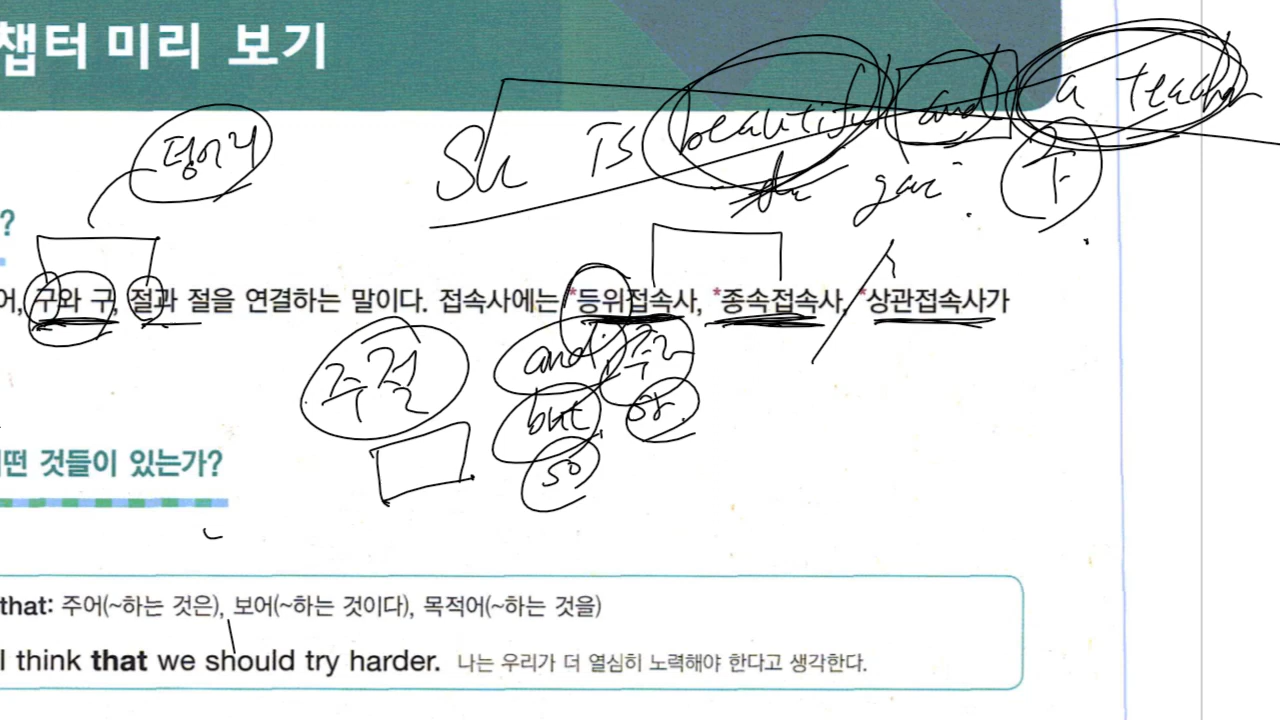 챕터 미리 보기
She is beautiful and a teacher
덩어리
?
어, 구와 구, 절과 절을 연결하는 말이다. 접속사에는 *등위접속사, *종속접속사, *상관접속사가
주절
and
but
so
떤 것들이 있는가?
that: 주어(~하는 것은), 보어(~하는 것이다), 목적어(~하는 것을)
I think that we should try harder. 나는 우리가 더 열심히 노력해야 한다고 생각한다.